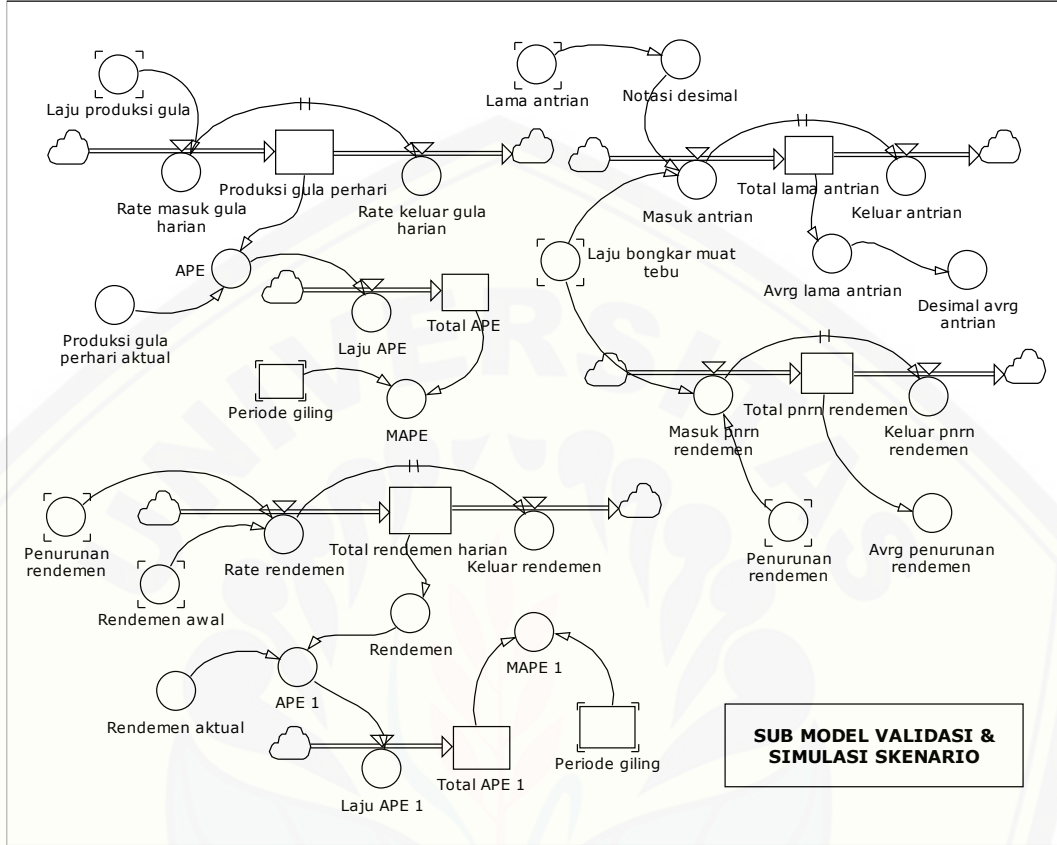 Laju produksi gula
Lama antrian
Notasi desimal
Produksi gula perhari
Rate masuk gula
harian
Rate keluar gula
harian
Total lama antrian
Masuk antrian
Keluar antrian
APE
Laju bongkar muat
tebu
Avrg lama antrian
Desimal avrg
antrian
Produksi gula
perhari aktual
Laju APE
Total APE
Periode giling
MAPE
Total pnrn rendemen
Masuk pnrn
rendemen
Keluar pnrn
rendemen
Penurunan
rendemen
Rate rendemen
Total rendemen harian
Keluar rendemen
Penurunan
rendemen
Avrg penurunan
rendemen
Rendemen awal
Rendemen
MAPE 1
APE 1
Rendemen aktual
Total APE 1
Laju APE 1
Periode giling
SUB MODEL VALIDASI &
SIMULASI SKENARIO
UNIVERSITAS